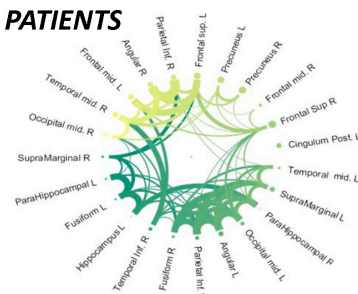 PATIENTS
Frontal sup. L
Precuneus L
Precuneus R
Frontal mid. R
Frontal Sup R
Cingulum Post. L
Temporal mid. L
SupraMarginal L
ParaHippocampal R
Occipital mid. L
Angular L
Parietal Inf. L
Fusiform R
Temporal Inf. R
Hippocampus L
Fusiform L
ParaHippocampal L
SupraMarginal R
Occipital mid. R
Temporal mid. R
Frontal mid. L
Angular R
Parietal Inf. R